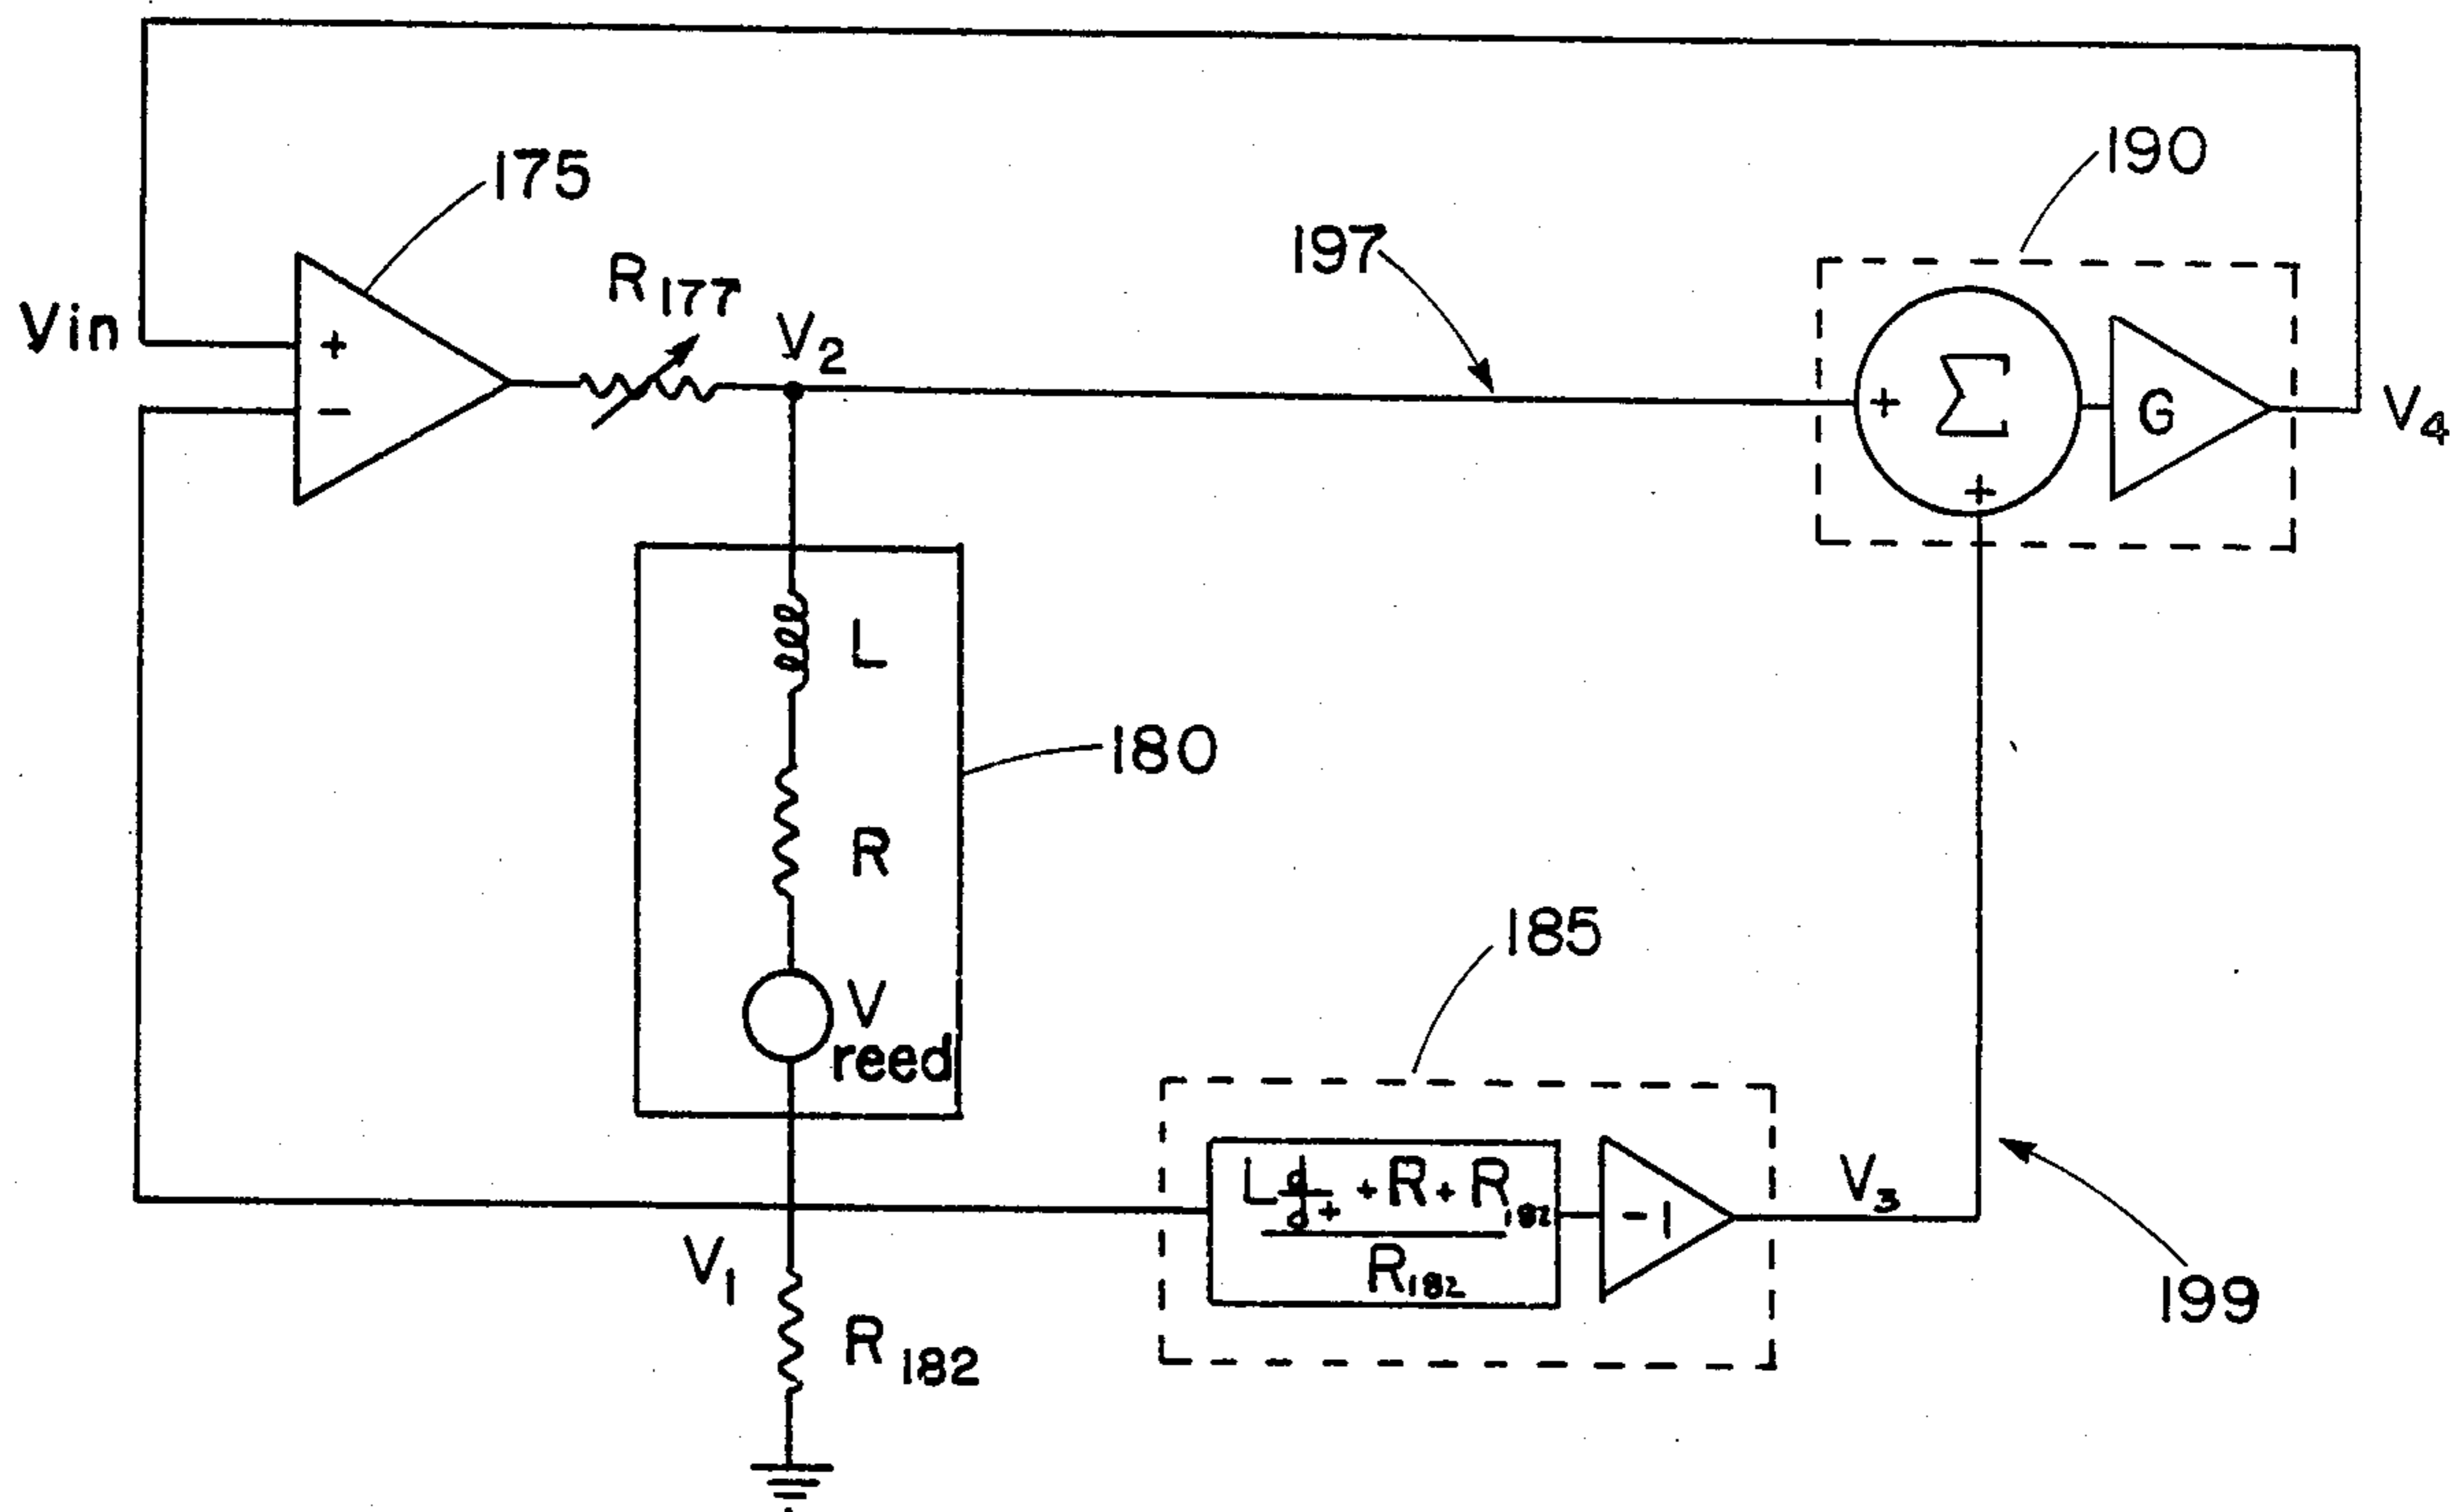 175
190
R177
197
Vin
+
-
V2
+
Σ
+
G
V4
L
180
R
V
reed
185
L d/dt + R + R182
R182
-1
V3
V1
R182
199